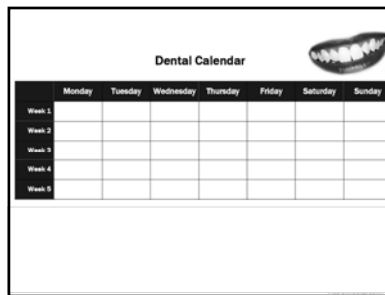 Dental Calendar
Monday Tuesday Wednesday Thursday Friday Saturday Sunday
Week 1
Week 2
Week 3
Week 4
Week 5